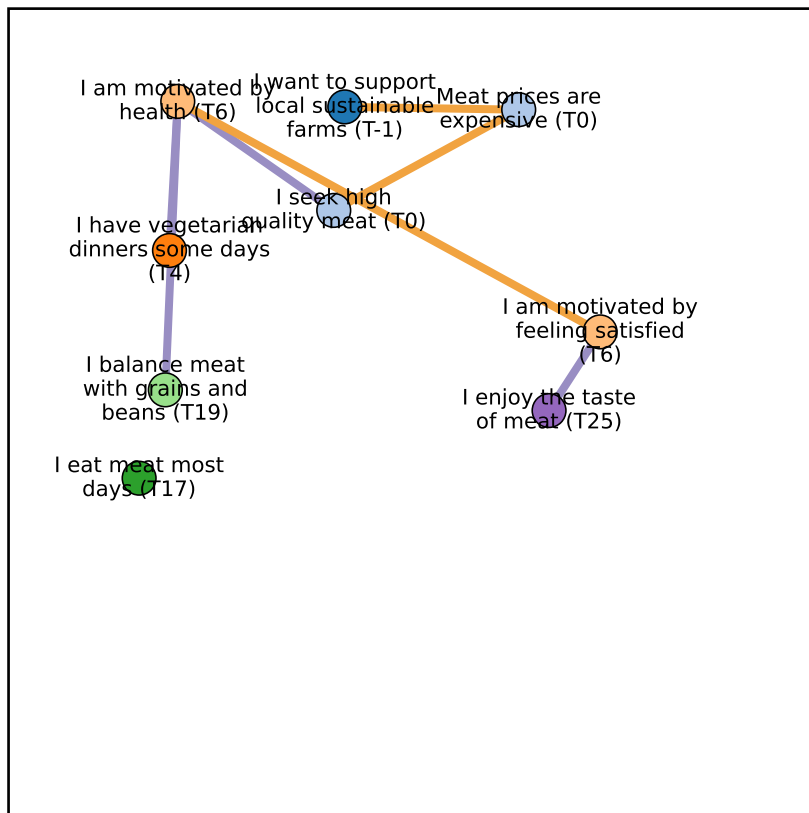 I am motivated by
health (T6)
I want to support
local sustainable
farms (T-1)
Meat prices are
expensive (T0)
I seek high
quality meat (T0)
I have vegetarian
dinners some days
(T4)
I am motivated by
feeling satisfied
(T6)
I balance meat
with grains and
beans (T19)
I enjoy the taste
of meat (T25)
I eat meat most
days (T17)